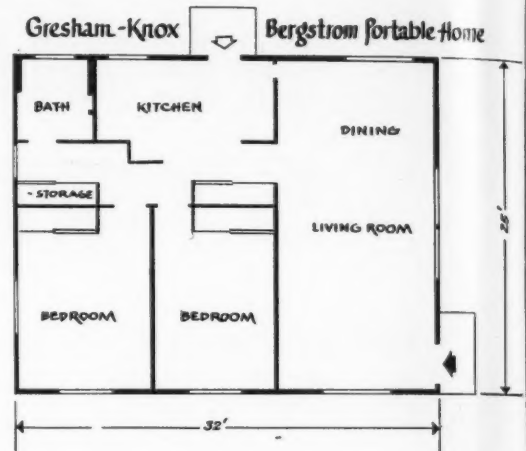 Gresham-Knox Bergstrom Portable Home
BATH
KITCHEN
DINING
STORAGE
LIVING ROOM
25'
BEDROOM
BEDROOM
32'